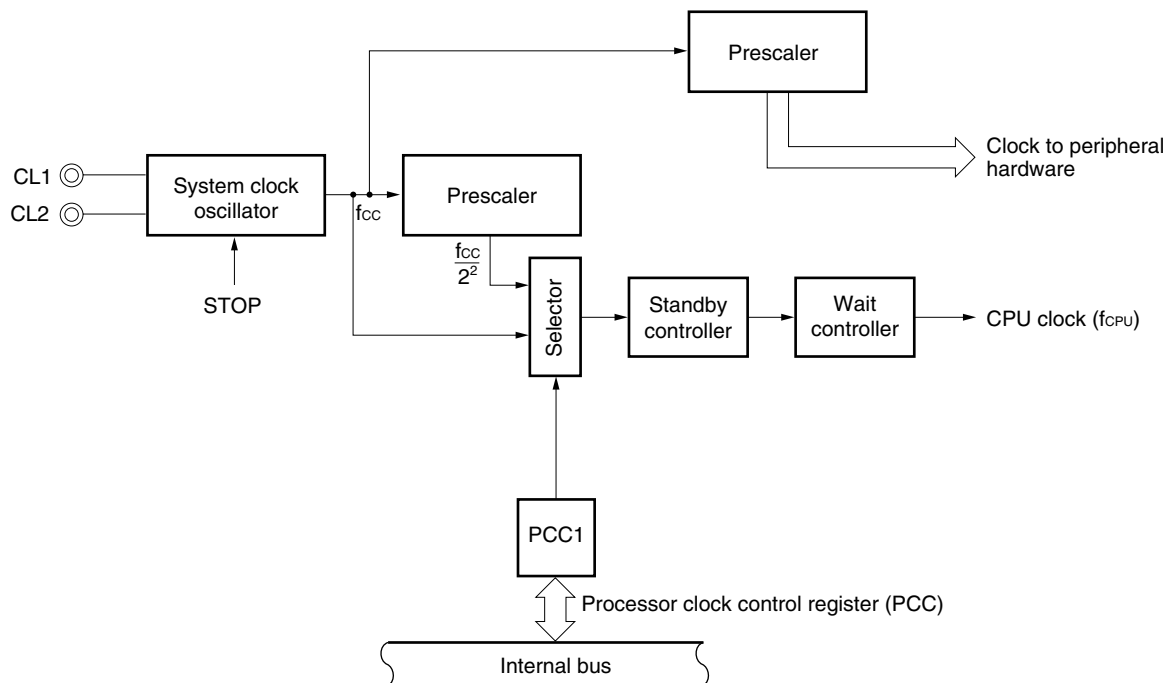 Prescaler
Clock to peripheral
hardware
CL1
CL2
System clock
oscillator
fCC
Prescaler
STOP
fCC
2²
Selector
Standby
controller
Wait
controller
CPU clock (fCPU)
PCC1
Processor clock control register (PCC)
Internal bus